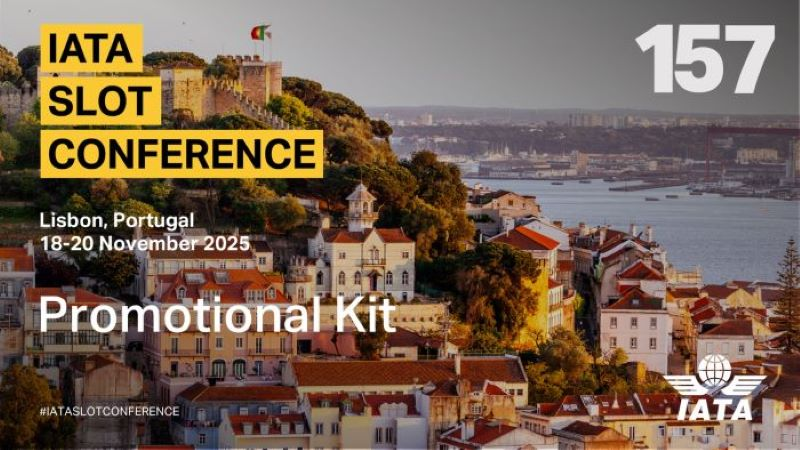 IATA
SLOT
CONFERENCE
157
Lisbon, Portugal
18-20 November 2025
Promotional Kit
#IATASLOTCONFERENCE
IATA